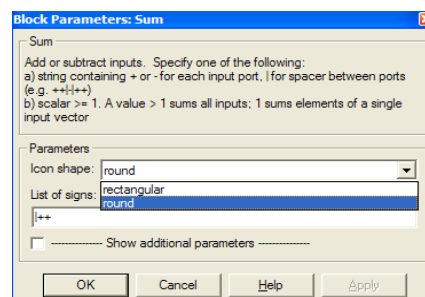 Block Parameters: Sum
Sum
Add or subtract inputs. Specify one of the following:
a) string containing + or - for each input port, | for spacer between ports
(e.g. ++|-|++)
b) scalar >= 1. A value > 1 sums all inputs; 1 sums elements of a single
input vector
Parameters
Icon shape: round
List of signs: rectangular
round
|++
--------------- Show additional parameters ---------------
OK Cancel Help Apply